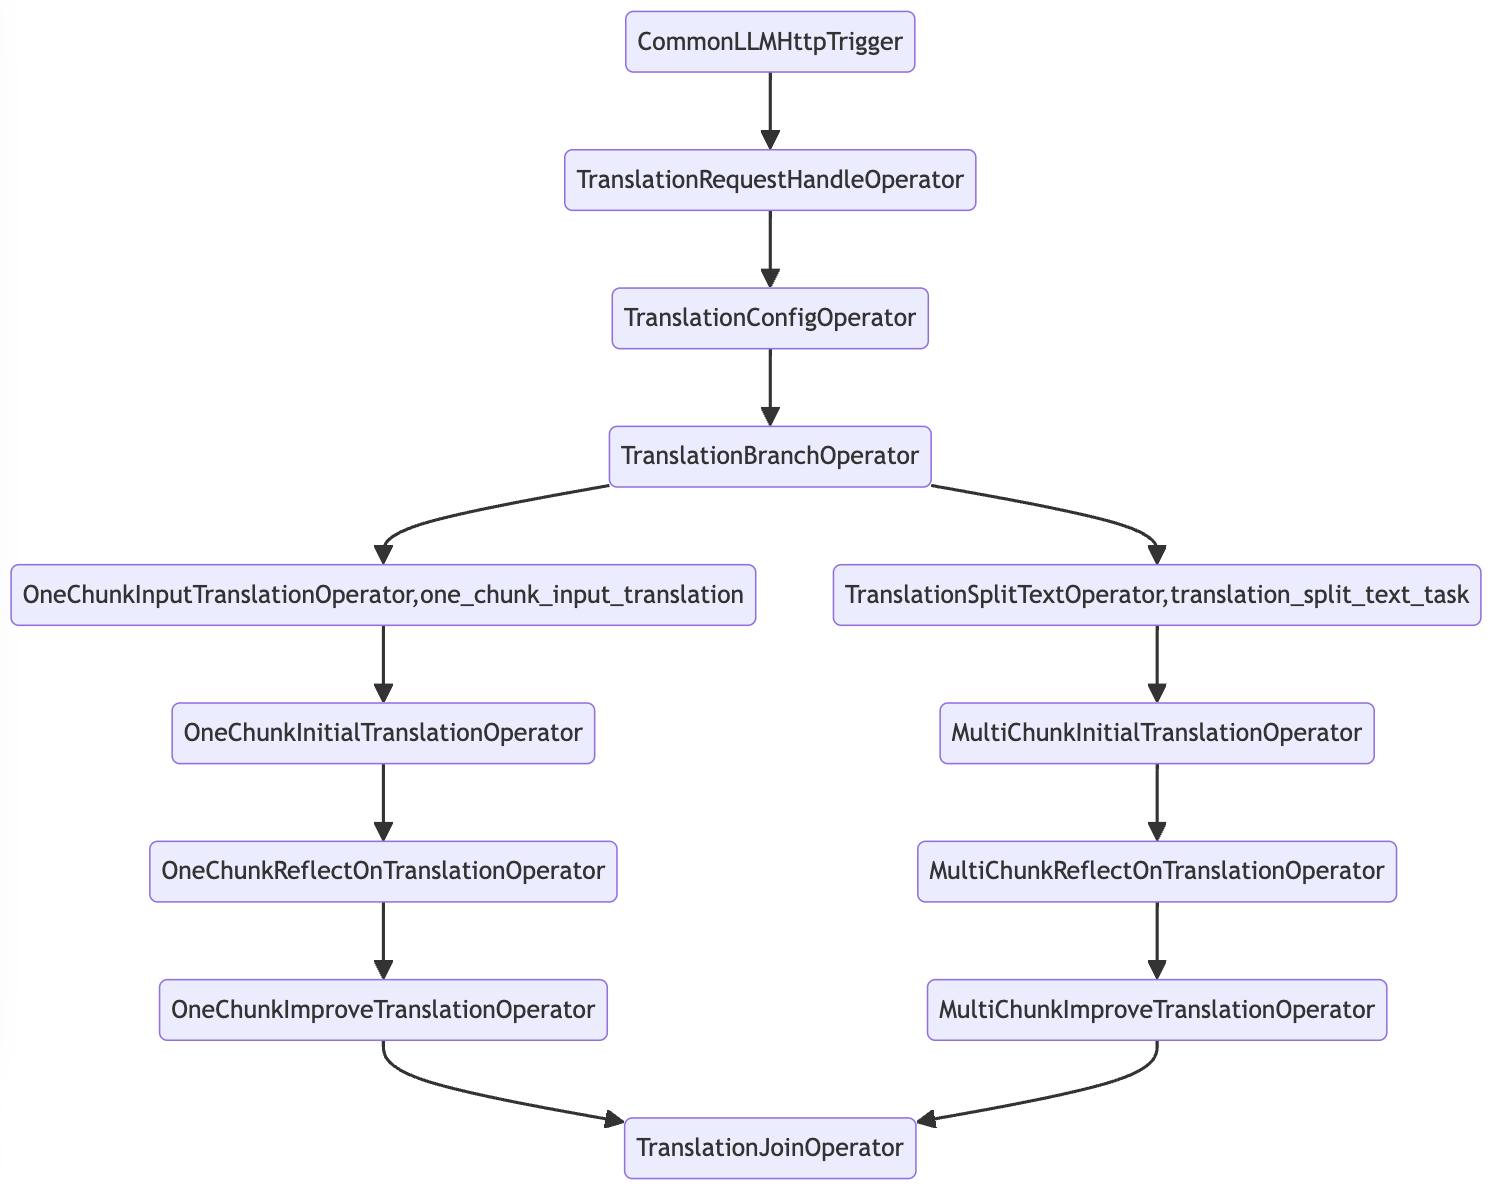 CommonLLMHttpTrigger
TranslationRequestHandleOperator
TranslationConfigOperator
TranslationBranchOperator
OneChunkInputTranslationOperator,one_chunk_input_translation
TranslationSplitTextOperator,translation_split_text_task
OneChunkInitialTranslationOperator
MultiChunkInitialTranslationOperator
OneChunkReflectOnTranslationOperator
MultiChunkReflectOnTranslationOperator
OneChunkImproveTranslationOperator
MultiChunkImproveTranslationOperator
TranslationJoinOperator